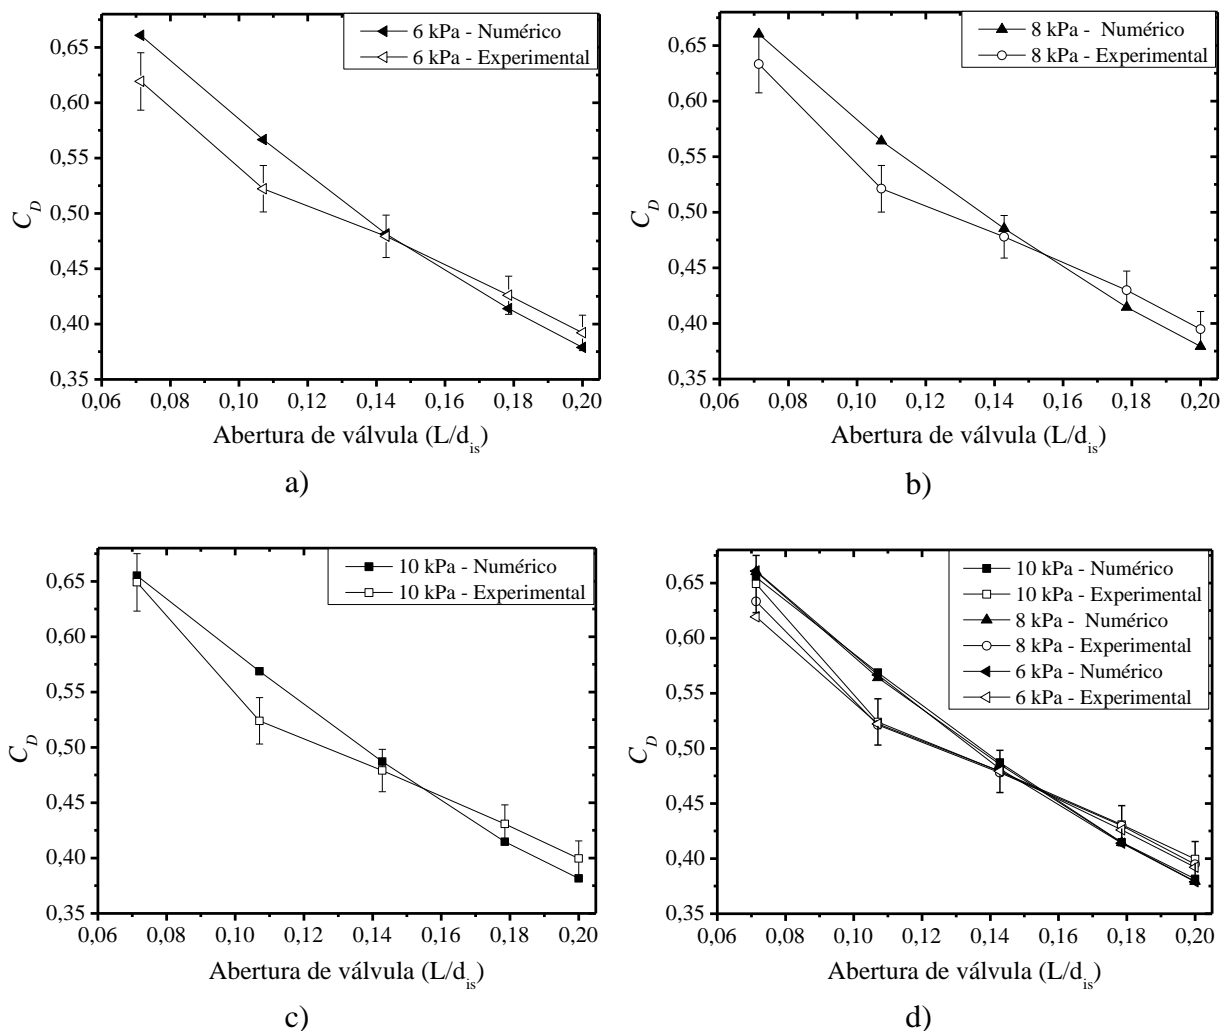 6 kPa - Numérico
6 kPa - Experimental
0,65
0,60
0,55
0,50
0,45
0,40
0,35
C_D
0,06 0,08 0,10 0,12 0,14 0,16 0,18 0,20
Abertura de válvula (L/d_is)
a)
8 kPa - Numérico
8 kPa - Experimental
0,65
0,60
0,55
0,50
0,45
0,40
0,35
C_D
0,06 0,08 0,10 0,12 0,14 0,16 0,18 0,20
Abertura de válvula (L/d_is)
b)
10 kPa - Numérico
10 kPa - Experimental
0,65
0,60
0,55
0,50
0,45
0,40
0,35
C_D
0,06 0,08 0,10 0,12 0,14 0,16 0,18 0,20
Abertura de válvula (L/d_is)
c)
10 kPa - Numérico
10 kPa - Experimental
8 kPa - Numérico
8 kPa - Experimental
6 kPa - Numérico
6 kPa - Experimental
0,65
0,60
0,55
0,50
0,45
0,40
0,35
C_D
0,06 0,08 0,10 0,12 0,14 0,16 0,18 0,20
Abertura de válvula (L/d_is)
d)